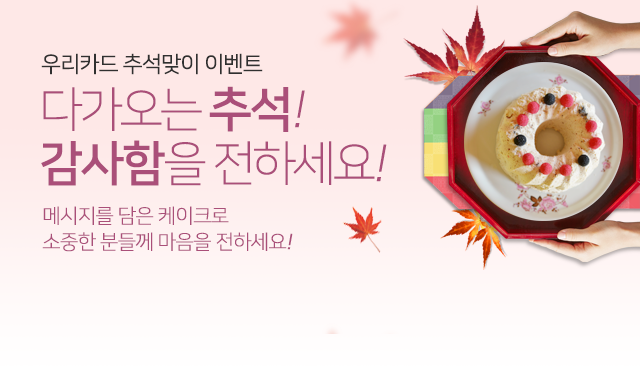 우리카드 추석맞이 이벤트
다가오는 추석!
감사함을 전하세요!
메시지를 담은 케이크로
소중한 분들께 마음을 전하세요!